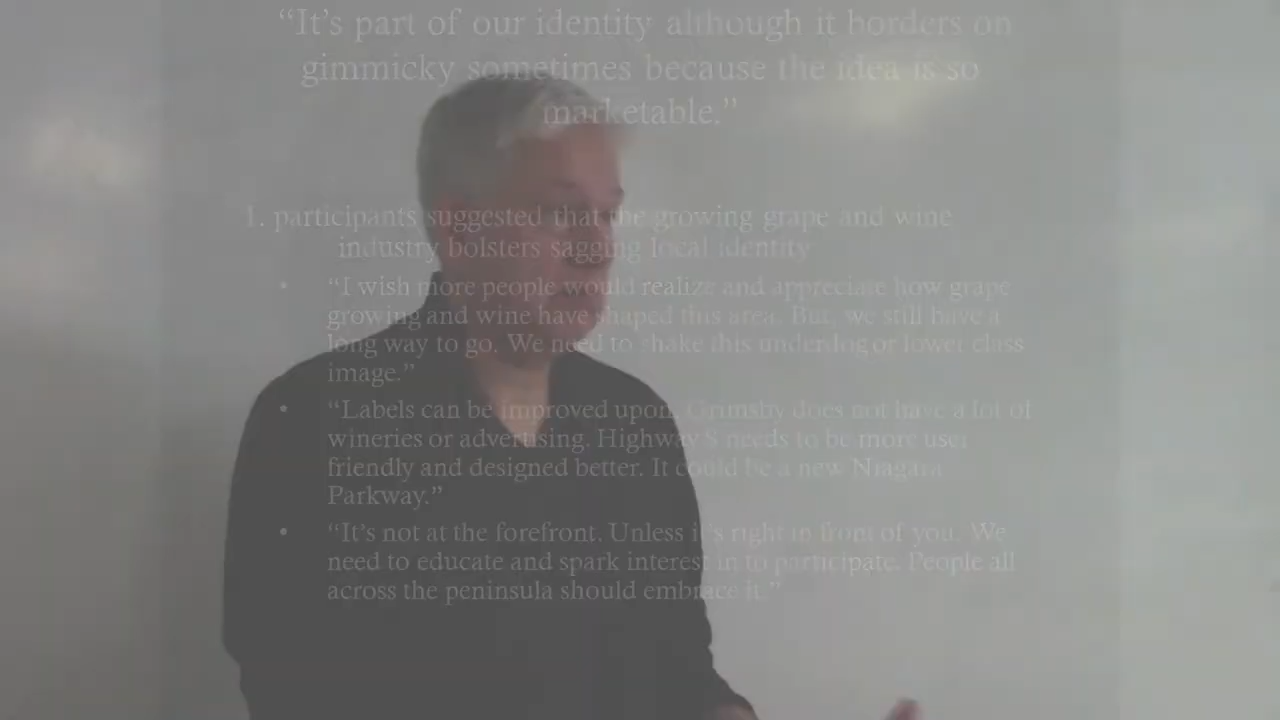 “It’s part of our identity although it borders on
gimmicky sometimes because the idea is so
marketable.”
1. participants suggested that the growing grape and wine
industry bolsters sagging local identity
• “I wish more people would realize and appreciate how grape
growing and wine have shaped this area. But, we still have a
long way to go. We need to shake this underdog or lower class
image.”
• “Labels can be improved upon. Grimsby does not have a lot of
wineries or advertising. Highway 8 needs to be more user
friendly and designed better. It could be a new Niagara
Parkway.”
• “It’s not at the forefront. Unless it’s right in front of you. We
need to educate and spark interest in to participate. People all
across the peninsula should embrace it.”